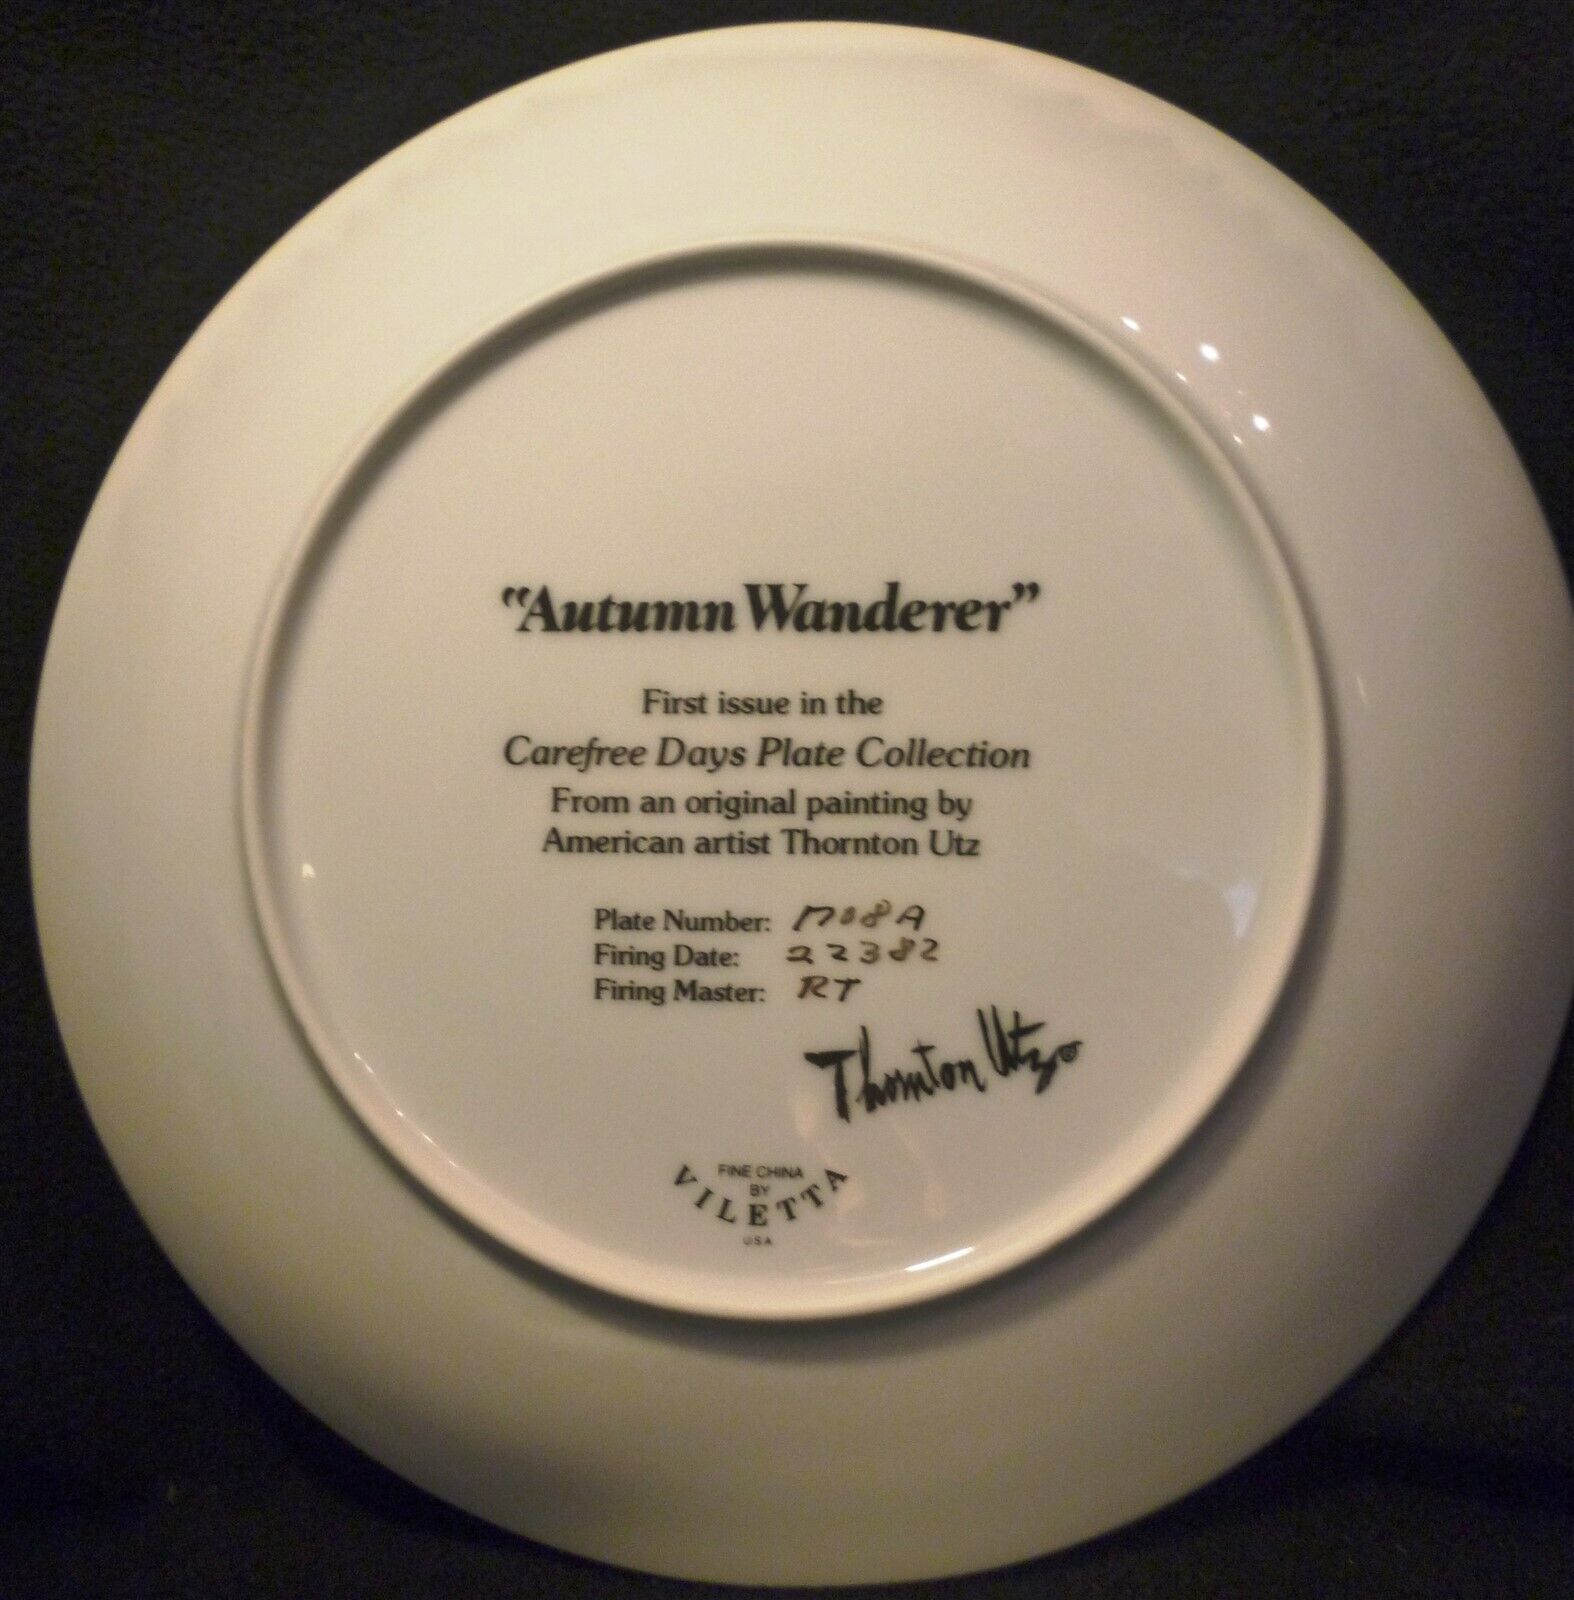 “Autumn Wanderer”
First issue in the
Carefree Days Plate Collection
From an original painting by
American artist Thornton Utz
Plate Number: 1708A
Firing Date: 22382
Firing Master: RT
Thornton Utz
FINE CHINA
BY
VILETTA
USA